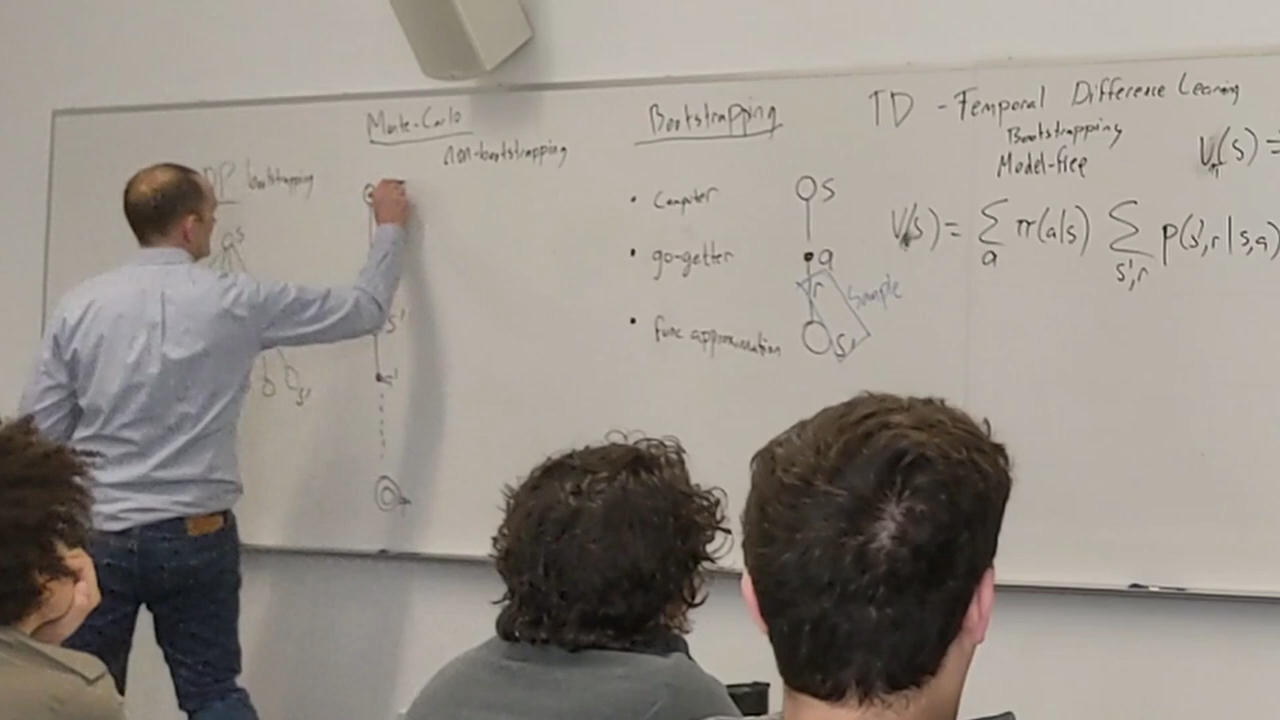 Monte-Carlo
non-bootstrapping
DP bootstrapping
S
S'
S'
Bootstrapping
• Computer
• go-getter
• func approximation
S
a
r
S'
Sample
TD - Temporal Difference Learning
Bootstrapping
Model-free
V(s) =
V(s) = Σ π(a|s) Σ p(s',r|s,a)
a s',r